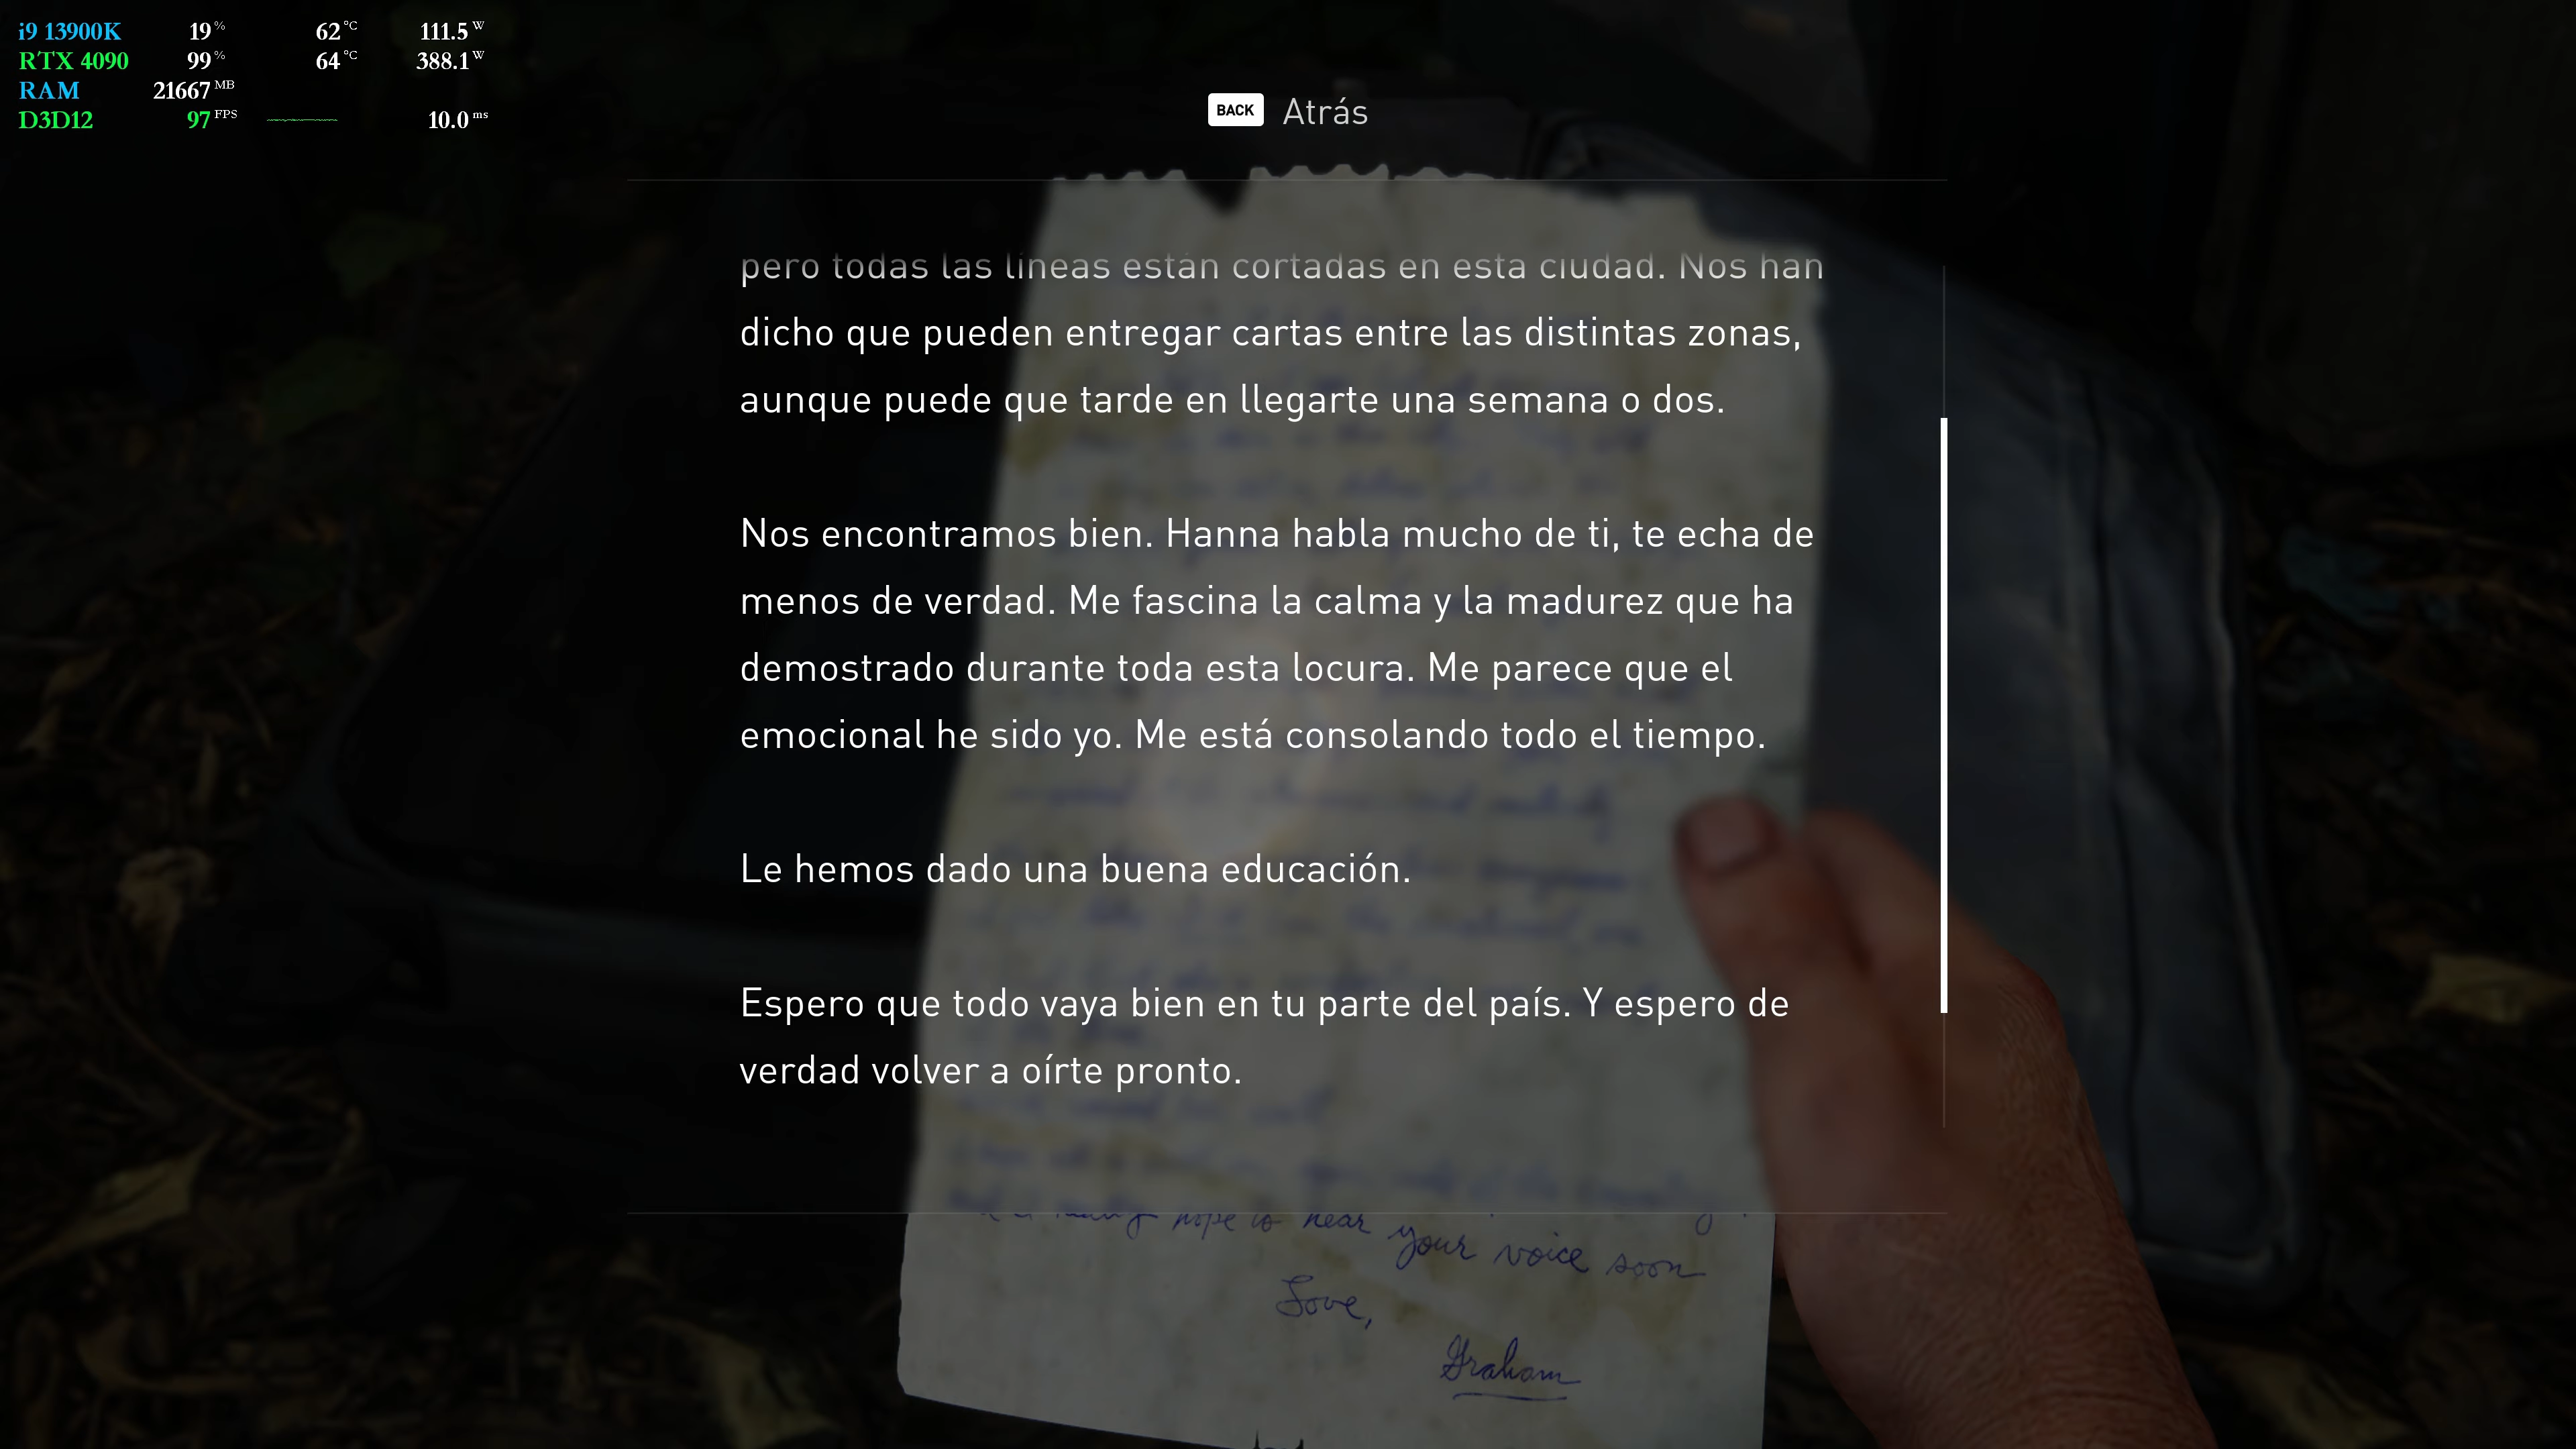 i9 13900K 19 % 62 °C 111.5 W
RTX 4090 99 % 64 °C 388.1 W
RAM 21667 MB
D3D12 97 FPS 10.0 ms
BACK Atrás
pero todas las líneas están cortadas en esta ciudad. Nos han
dicho que pueden entregar cartas entre las distintas zonas,
aunque puede que tarde en llegarte una semana o dos.
Nos encontramos bien. Hanna habla mucho de ti, te echa de
menos de verdad. Me fascina la calma y la madurez que ha
demostrado durante toda esta locura. Me parece que el
emocional he sido yo. Me está consolando todo el tiempo.
Le hemos dado una buena educación.
Espero que todo vaya bien en tu parte del país. Y espero de
verdad volver a oírte pronto.
hope to hear your voice soon
Love,
Graham